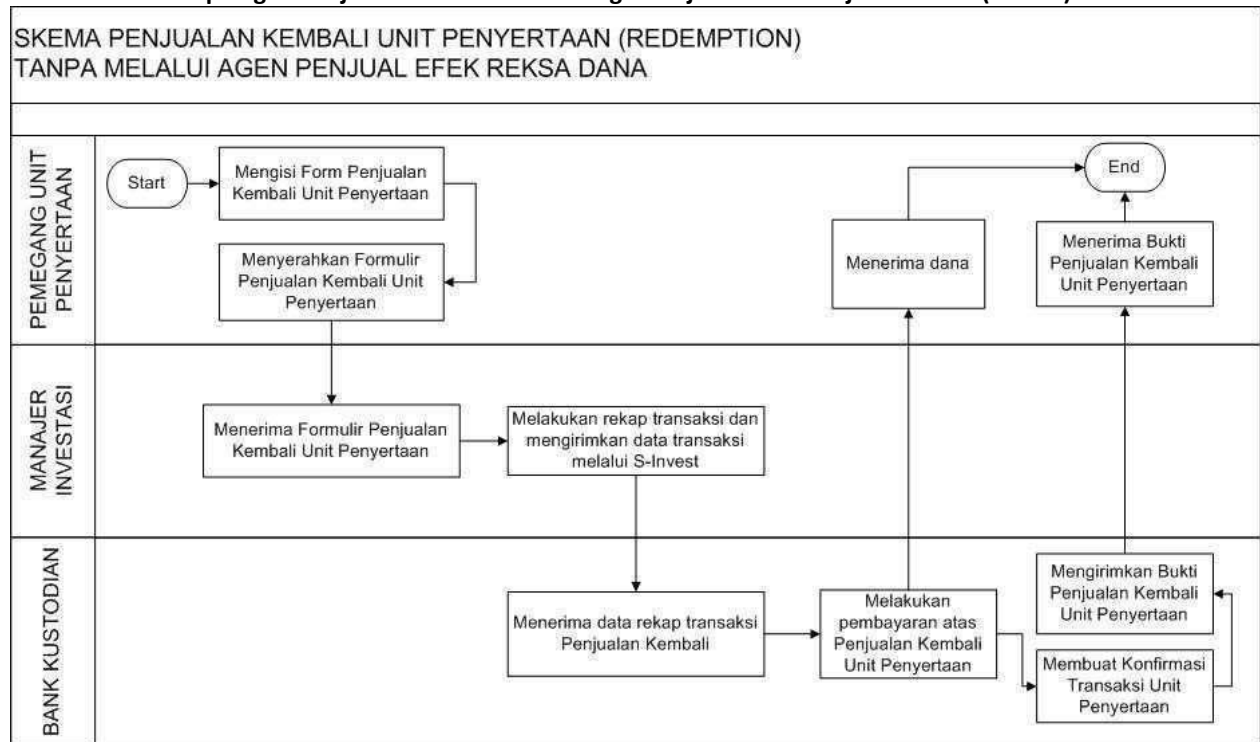 SKEMA PENJUALAN KEMBALI UNIT PENYERTAAN (REDEMPTION)
TANPA MELALUI AGEN PENJUAL EFEK REKSA DANA
PEMEGANG UNIT
PENYERTAAN
Start
Mengisi Form Penjualan
Kembali Unit Penyertaan
Menyerahkan Formulir
Penjualan Kembali Unit
Penyertaan
Menerima dana
End
Menerima Bukti
Penjualan Kembali
Unit Penyertaan
MANAJER
INVESTASI
Menerima Formulir Penjualan
Kembali Unit Penyertaan
Melakukan rekap transaksi dan
mengirimkan data transaksi
melalui S-Invest
BANK KUSTODIAN
Menerima data rekap transaksi
Penjualan Kembali
Melakukan
pembayaran atas
Penjualan Kembali
Unit Penyertaan
Mengirimkan Bukti
Penjualan Kembali
Unit Penyertaan
Membuat Konfirmasi
Transaksi Unit
Penyertaan